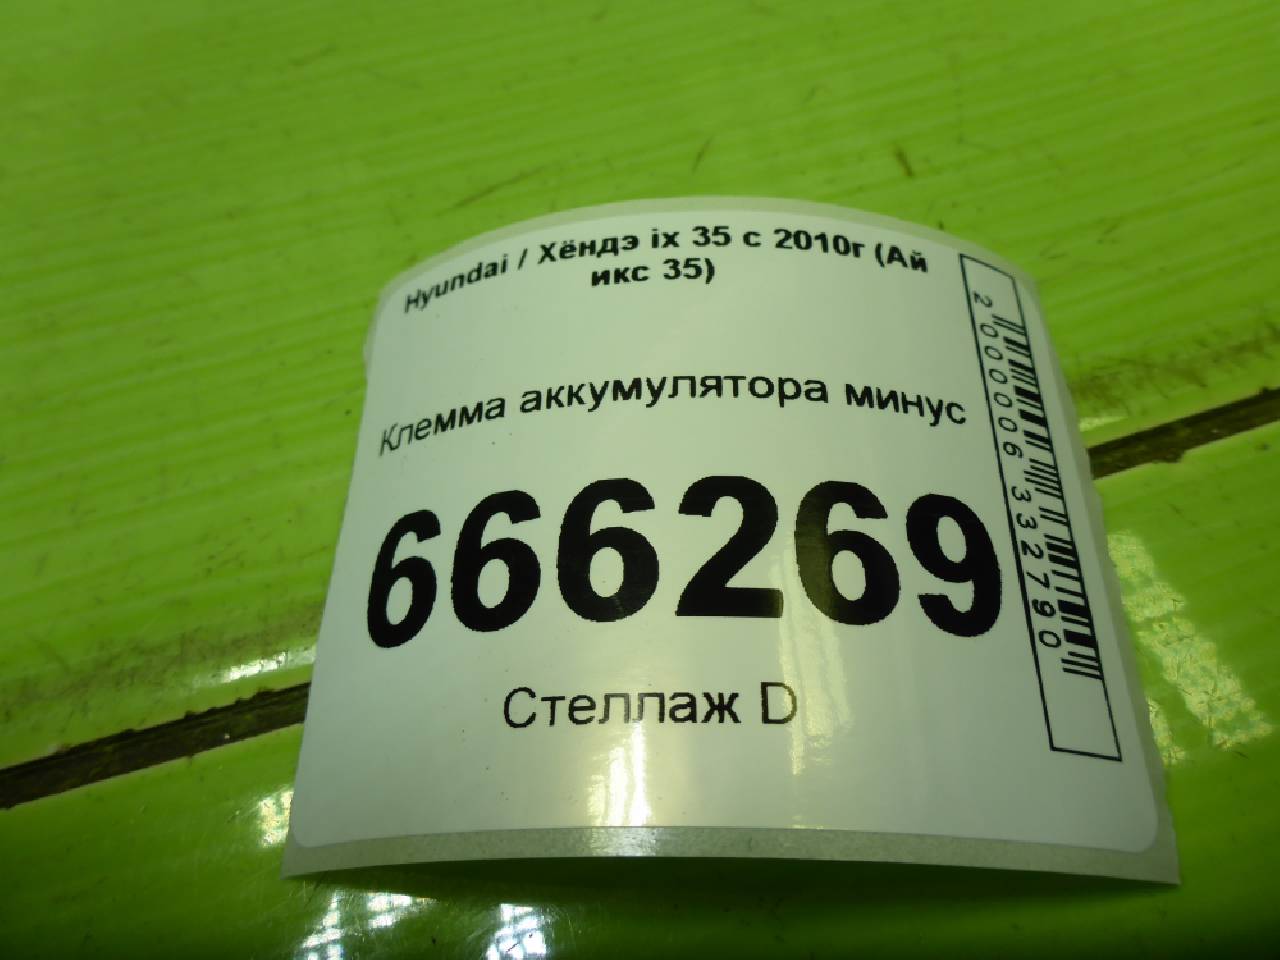 Hyundai / Хёндэ ix 35 с 2010г (Ай
икс 35)
Клемма аккумулятора минус
666269
Стеллаж D
2000006332790